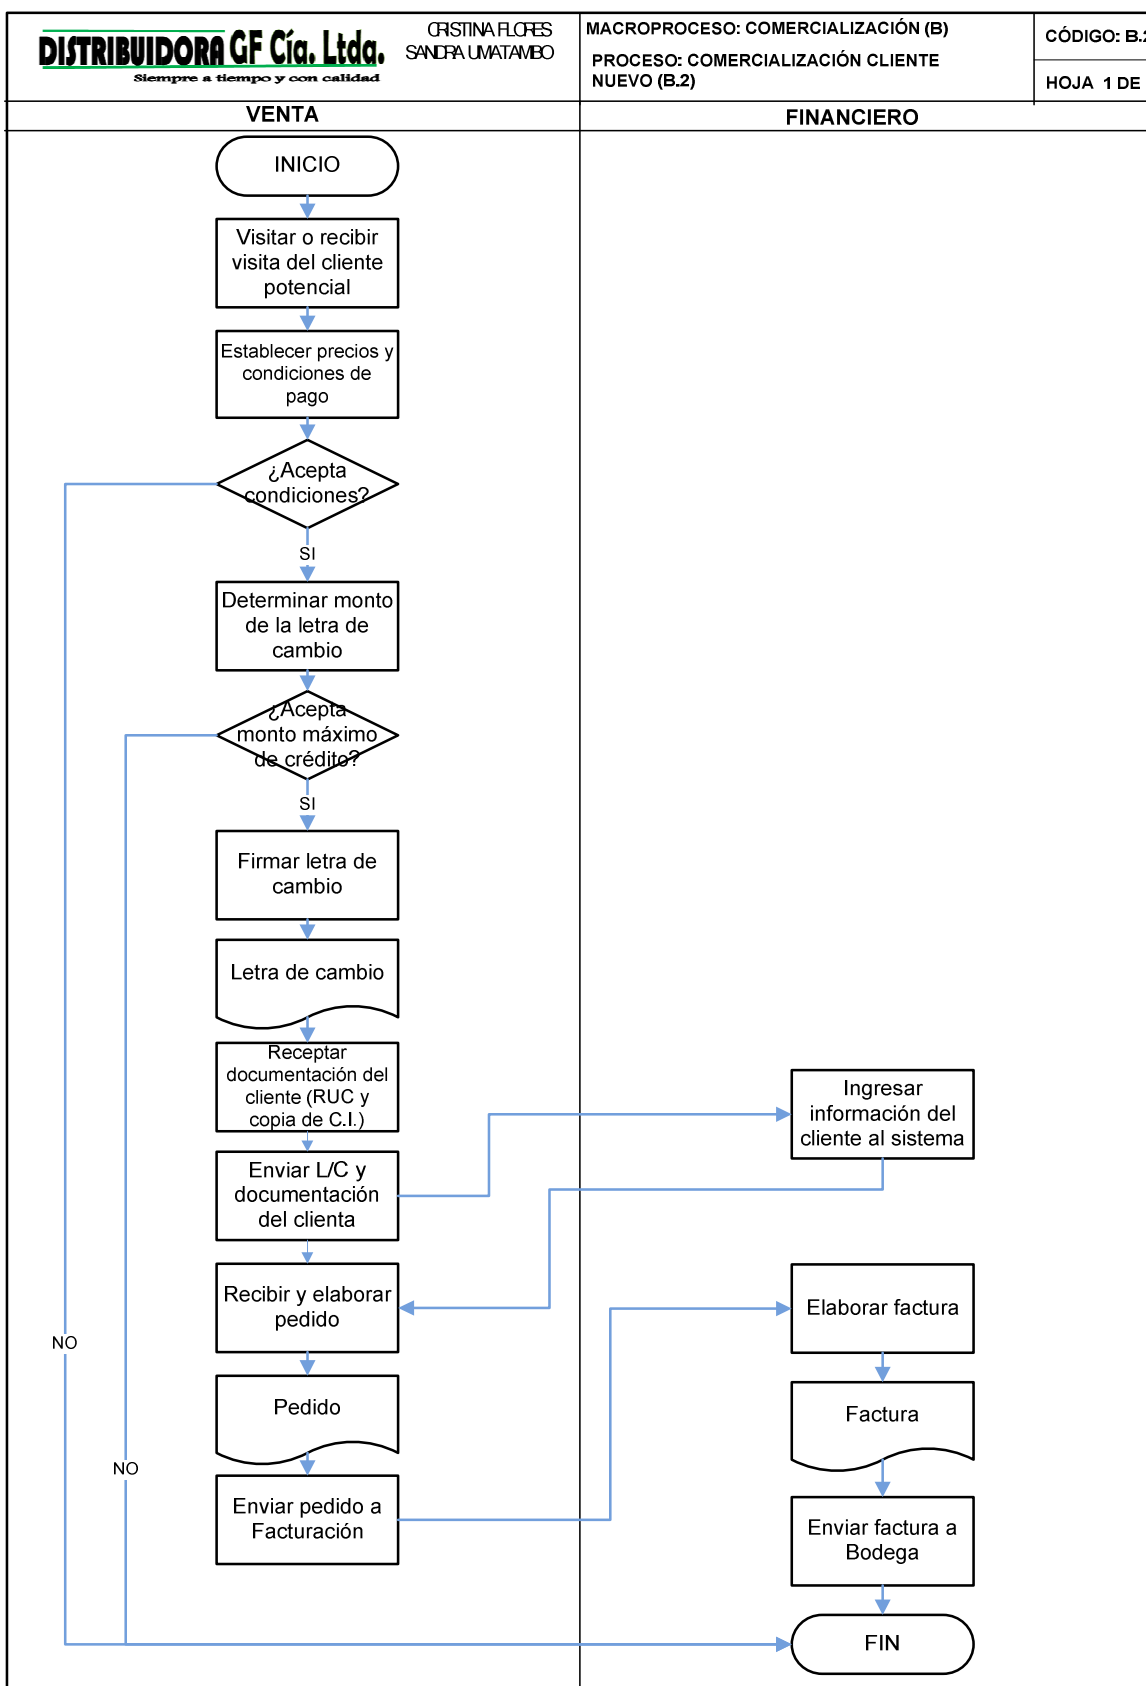 DISTRIBUIDORA GF Cía. Ltda.
Siempre a tiempo y con calidad
CRISTINA FLORES
SANDRA UMATAMBO
MACROPROCESO: COMERCIALIZACIÓN (B)
PROCESO: COMERCIALIZACIÓN CLIENTE
NUEVO (B.2)
CÓDIGO: B.2
HOJA 1 DE
VENTA
FINANCIERO
INICIO
Visitar o recibir
visita del cliente
potencial
Establecer precios y
condiciones de
pago
¿Acepta
condiciones?
SI
Determinar monto
de la letra de
cambio
¿Acepta
monto máximo
de crédito?
SI
Firmar letra de
cambio
Letra de cambio
Receptar
documentación del
cliente (RUC y
copia de C.I.)
Ingresar
información del
cliente al sistema
Enviar L/C y
documentación
del clienta
Recibir y elaborar
pedido
Elaborar factura
NO
Pedido
Factura
NO
Enviar pedido a
Facturación
Enviar factura a
Bodega
FIN